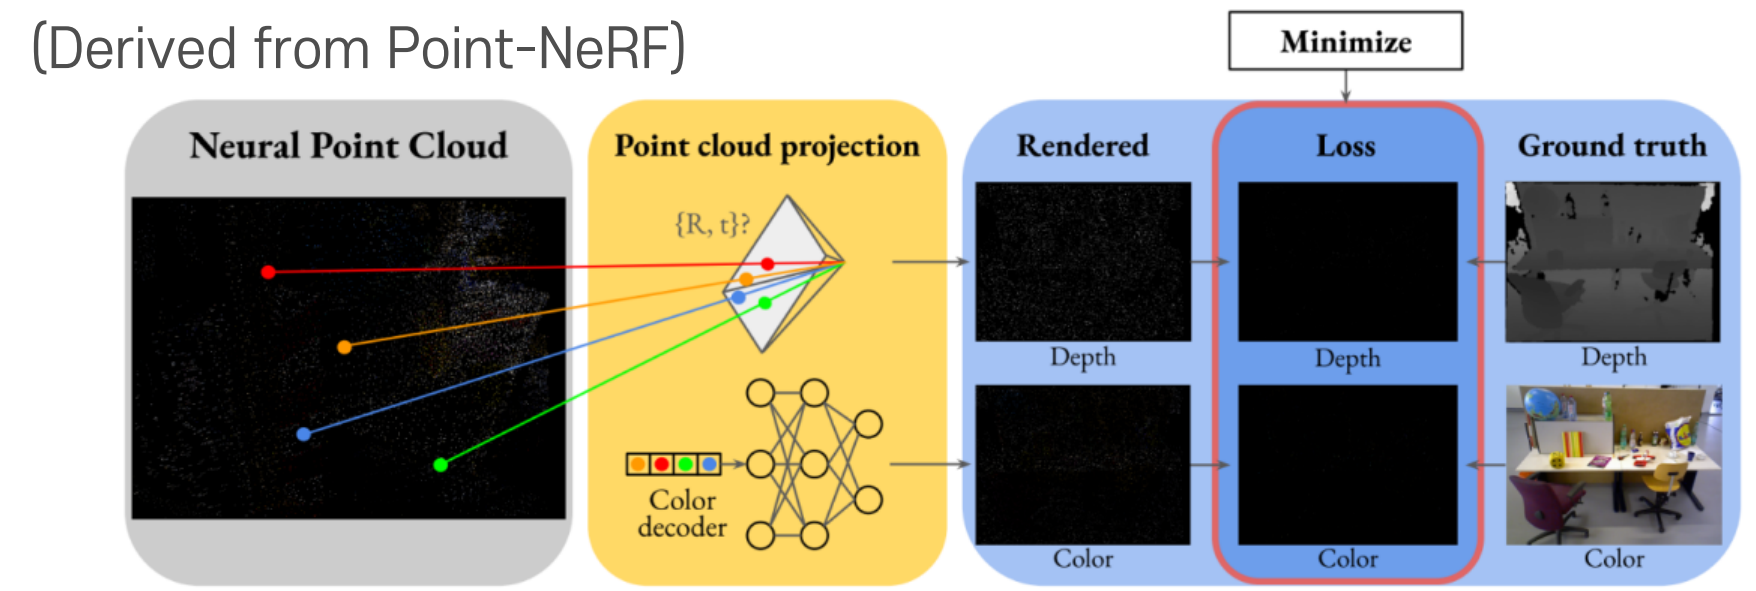 (Derived from Point-NeRF)
Minimize
Neural Point Cloud
Point cloud projection
Rendered
Loss
Ground truth
{R, t}?
Depth
Depth
Depth
Color
decoder
Color
Color
Color